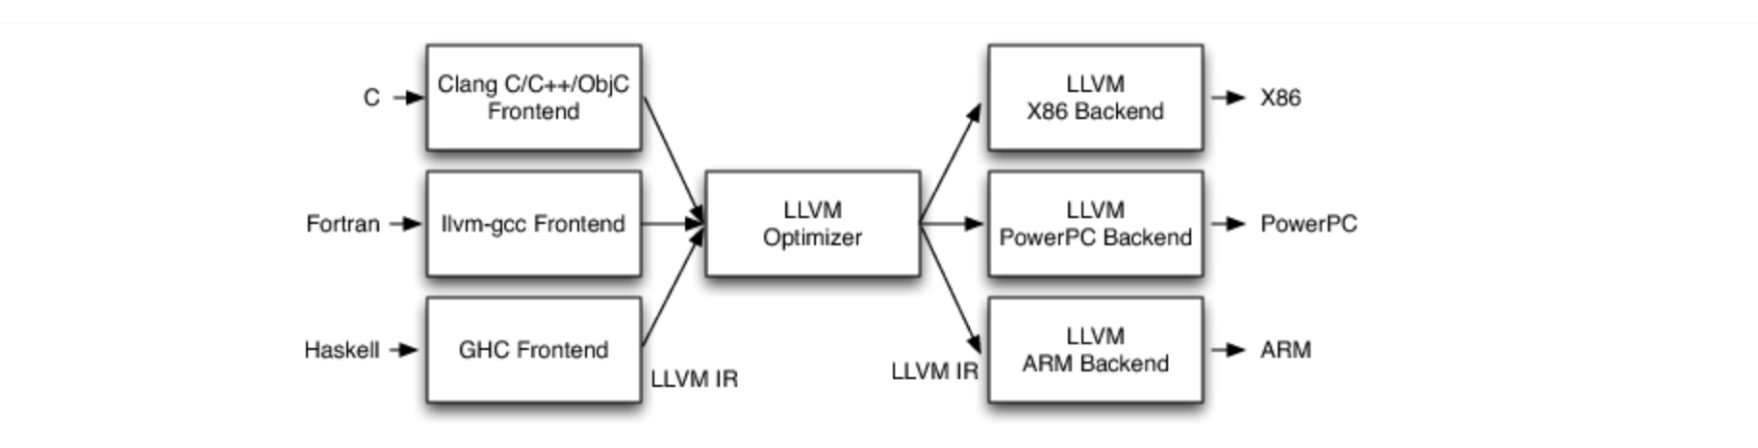 C
Clang C/C++/ObjC
Frontend
LLVM
X86 Backend
X86
Fortran
llvm-gcc Frontend
LLVM
Optimizer
LLVM
PowerPC Backend
PowerPC
Haskell
GHC Frontend
LLVM IR
LLVM IR
LLVM
ARM Backend
ARM